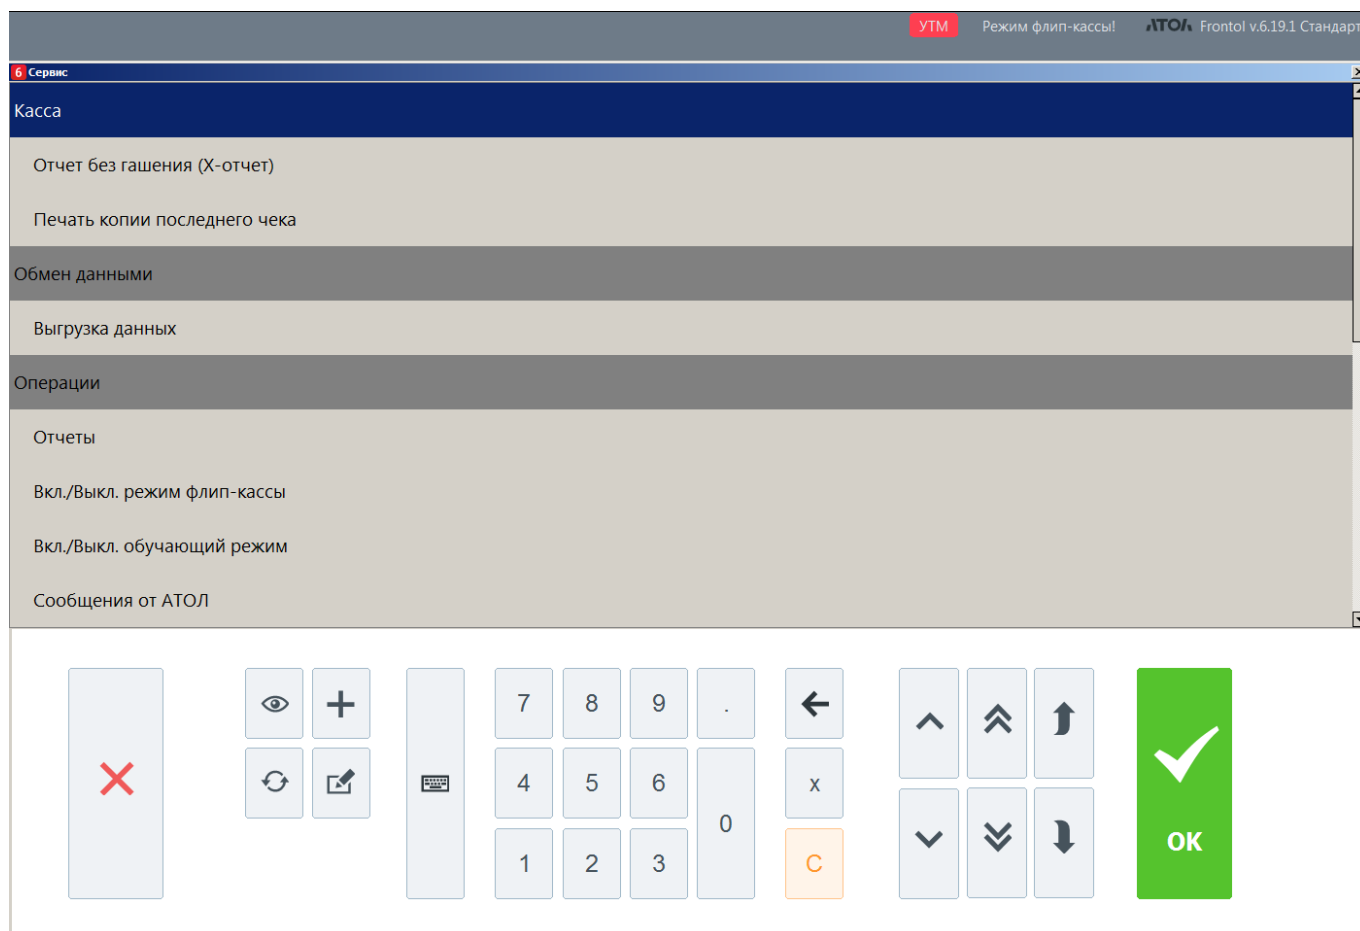 УТМ Режим флип-кассы! АТОЛ Frontol v.6.19.1 Стандарт
6 Сервис
Касса
Отчет без гашения (Х-отчет)
Печать копии последнего чека
Обмен данными
Выгрузка данных
Операции
Отчеты
Вкл./Выкл. режим флип-кассы
Вкл./Выкл. обучающий режим
Сообщения от АТОЛ
7 8 9 .
4 5 6 x
0
1 2 3 C
OK